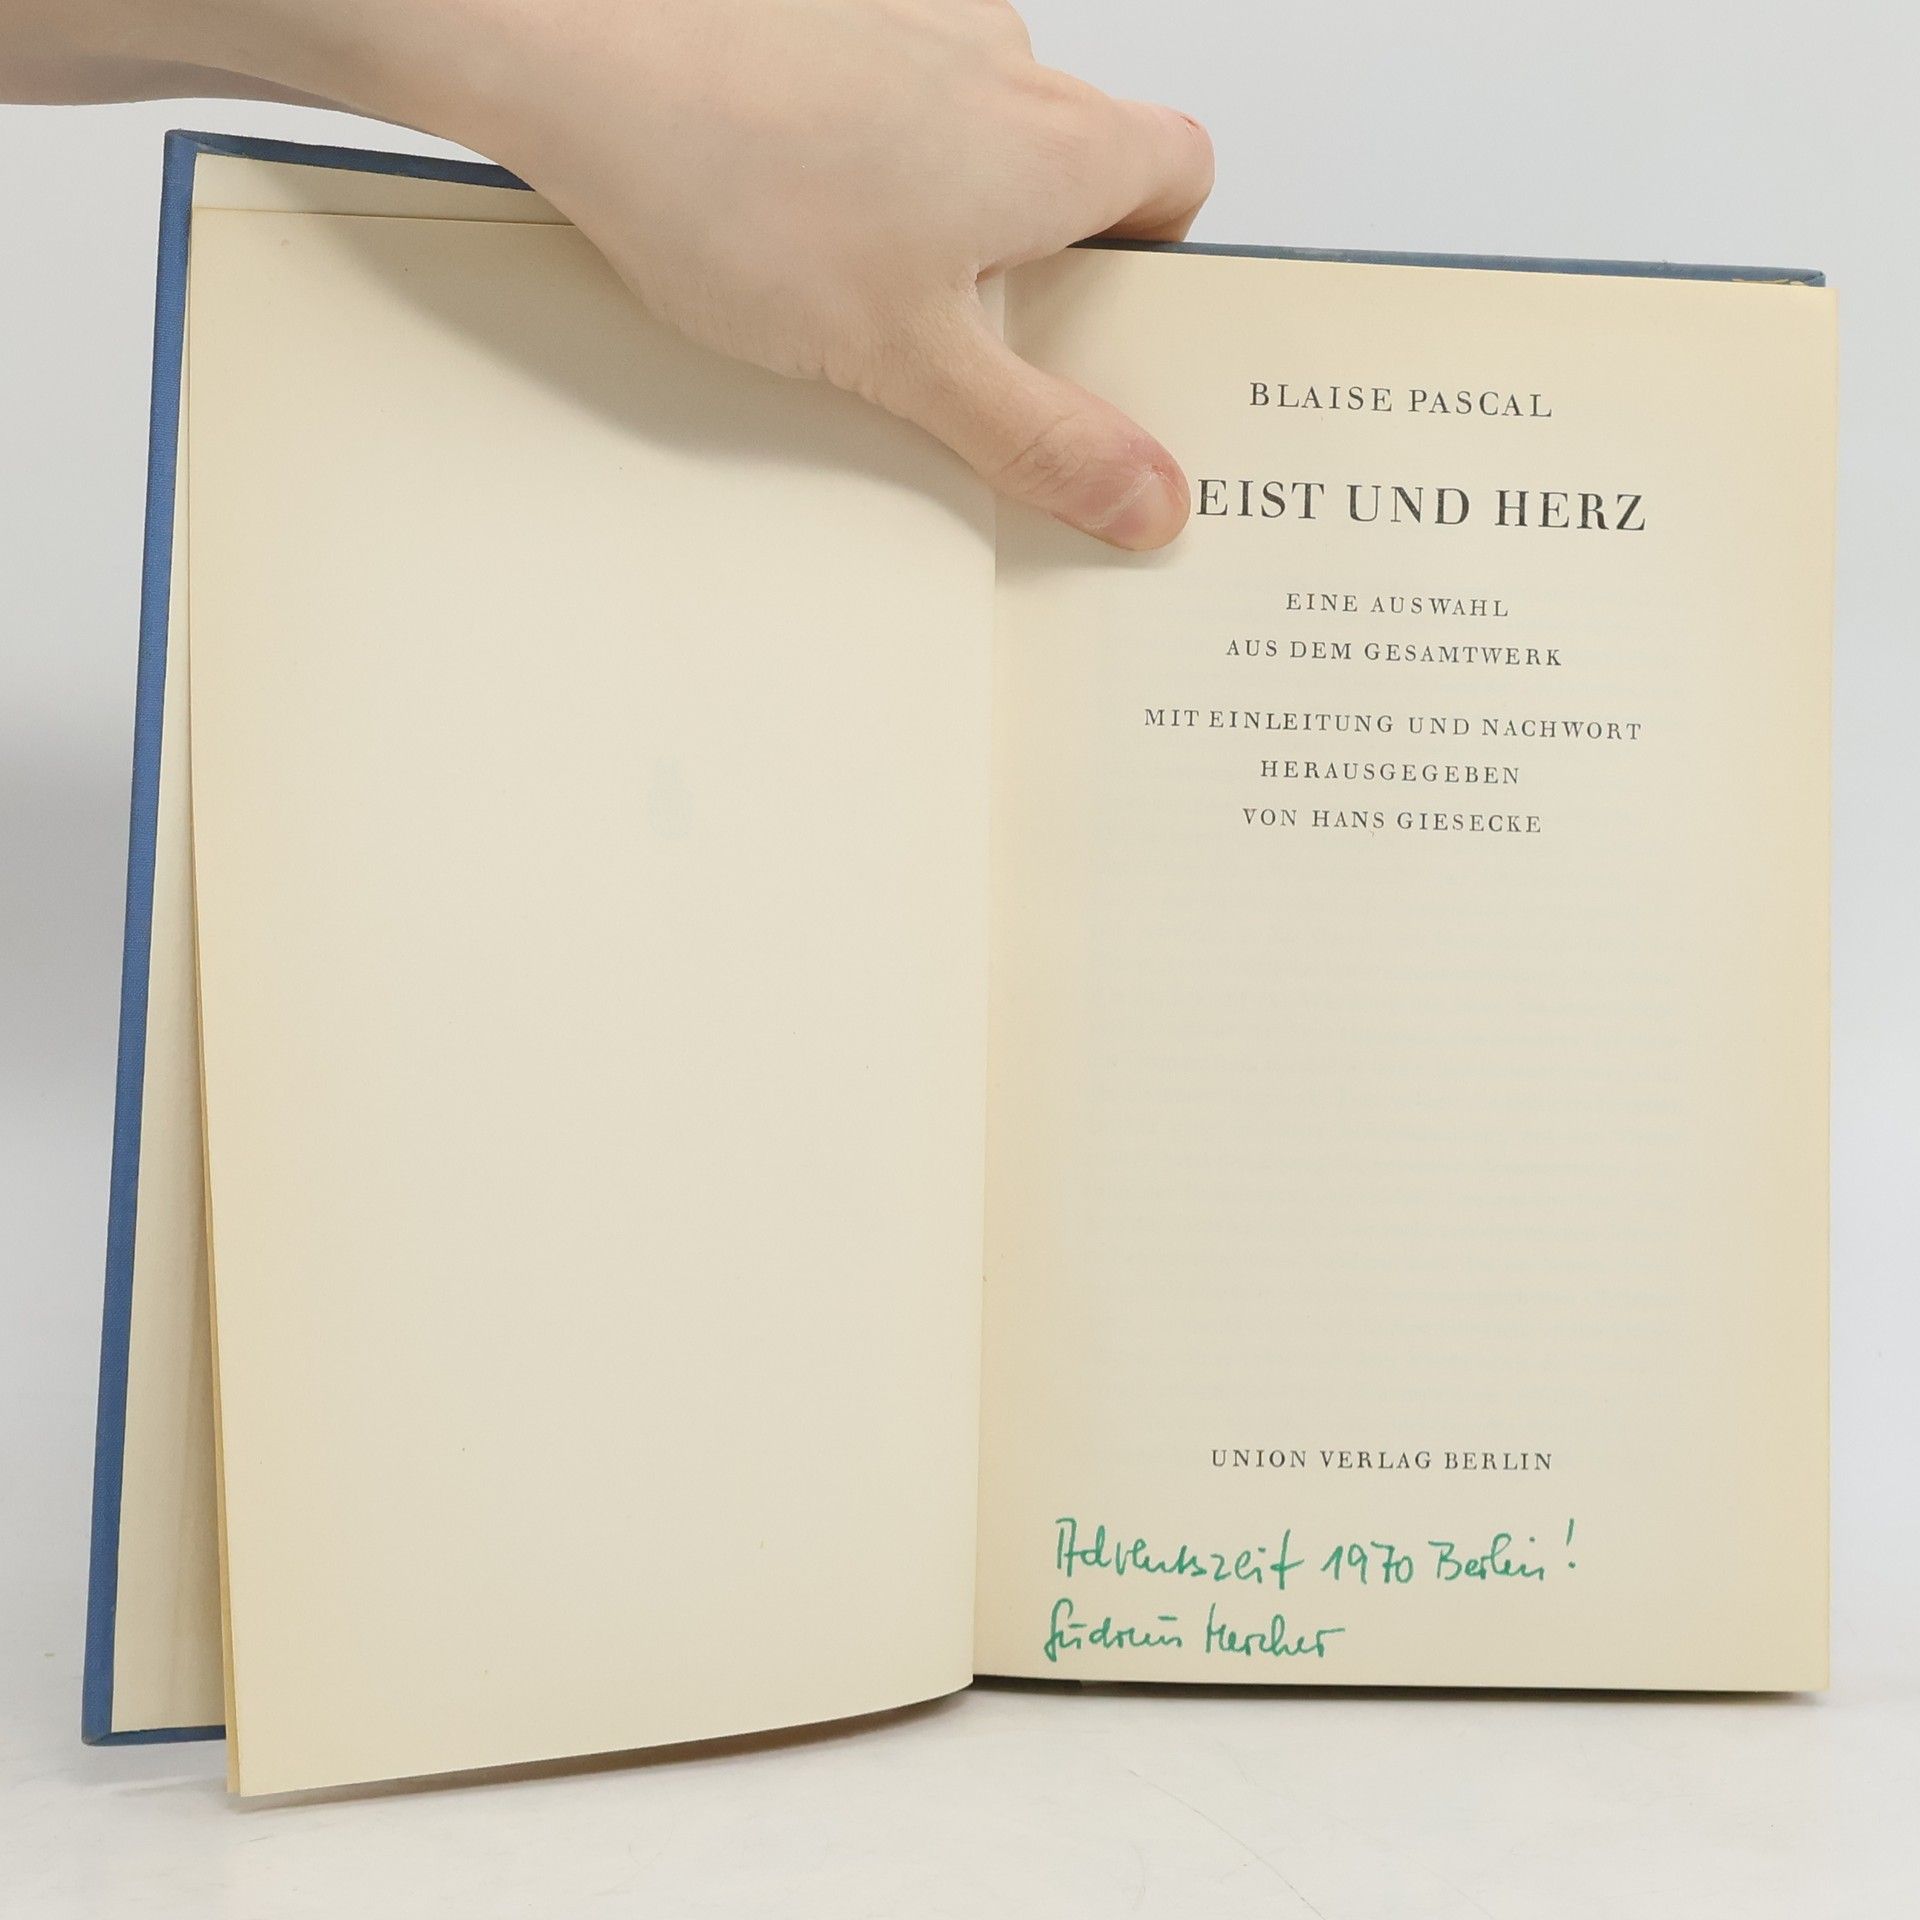 BLAISE PASCAL
EIST UND HERZ
EINE AUSWAHL
AUS DEM GESAMTWERK
MIT EINLEITUNG UND NACHWORT
HERAUSGEGEBEN
VON HANS GIESECKE
UNION VERLAG BERLIN
Adventszeit 1970 Berlin!
Gudrun